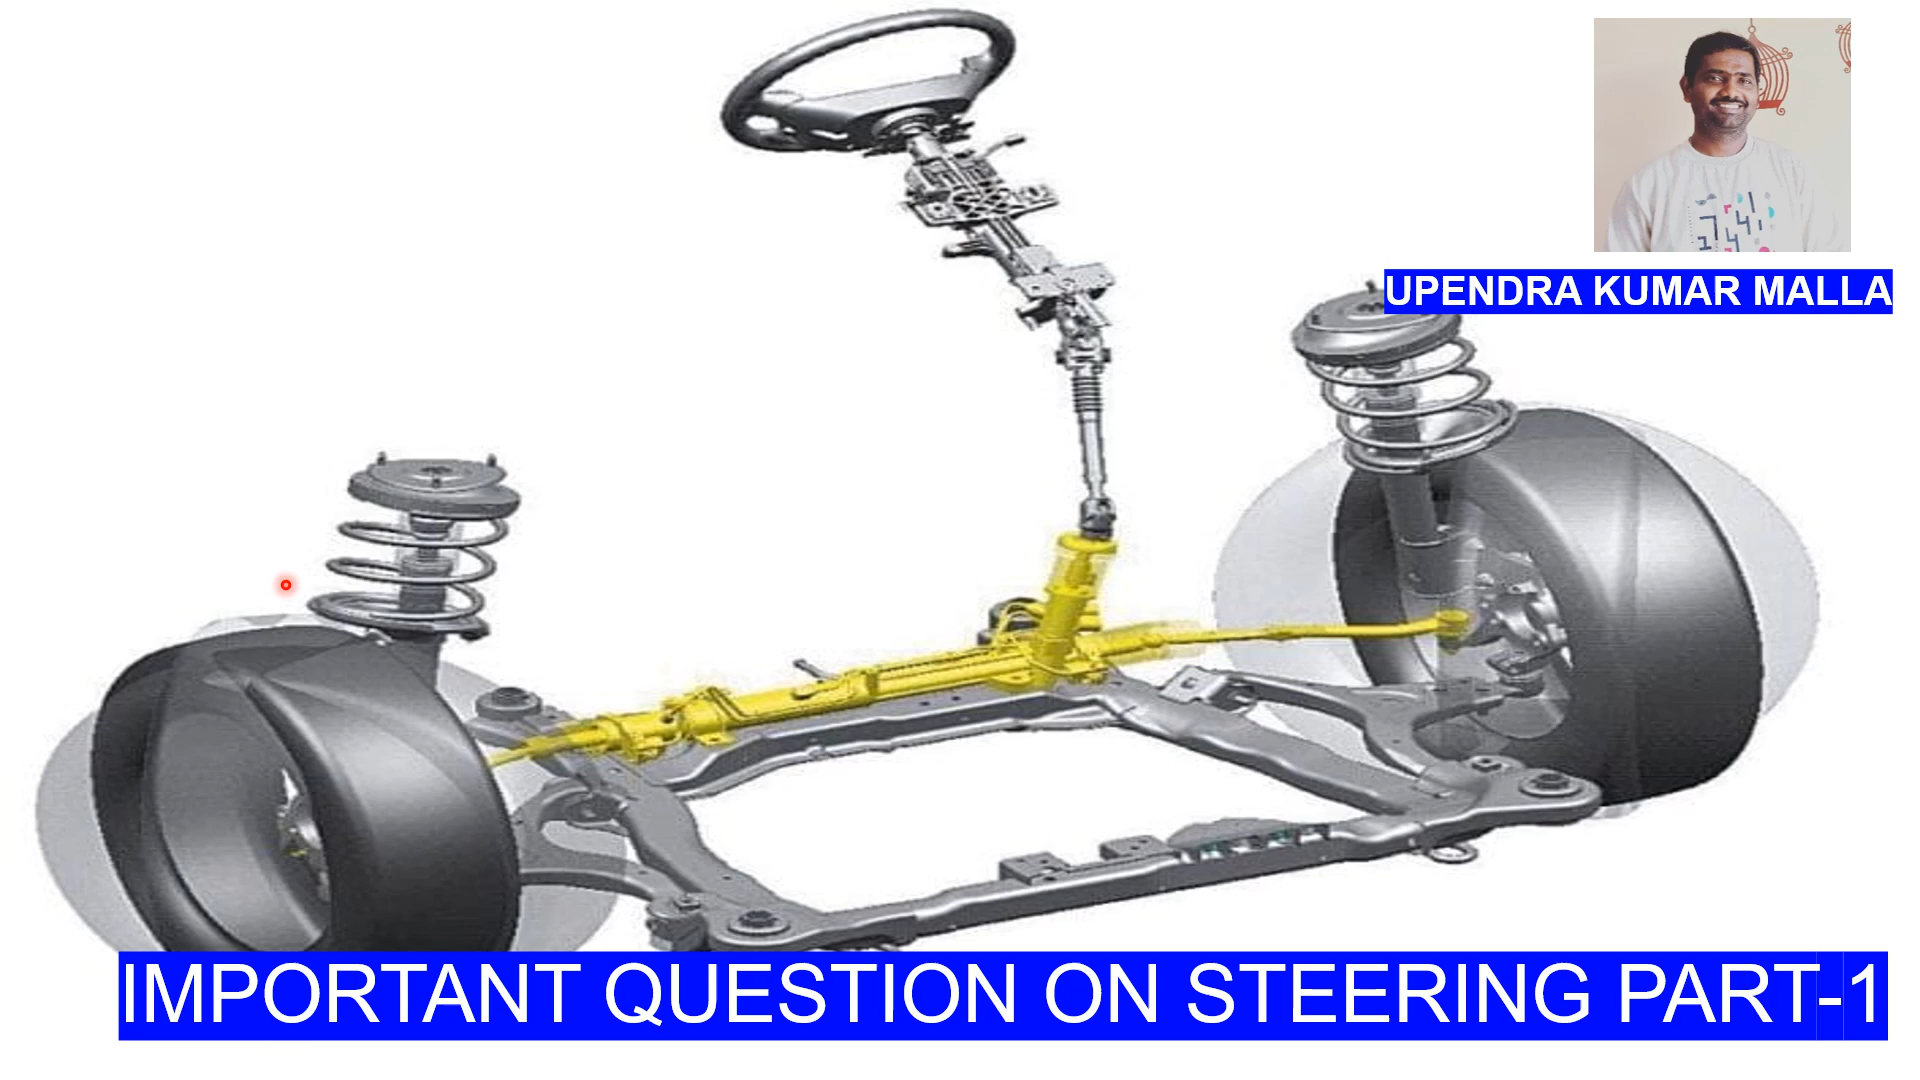 UPENDRA KUMAR MALLA
IMPORTANT QUESTION ON STEERING PART-1